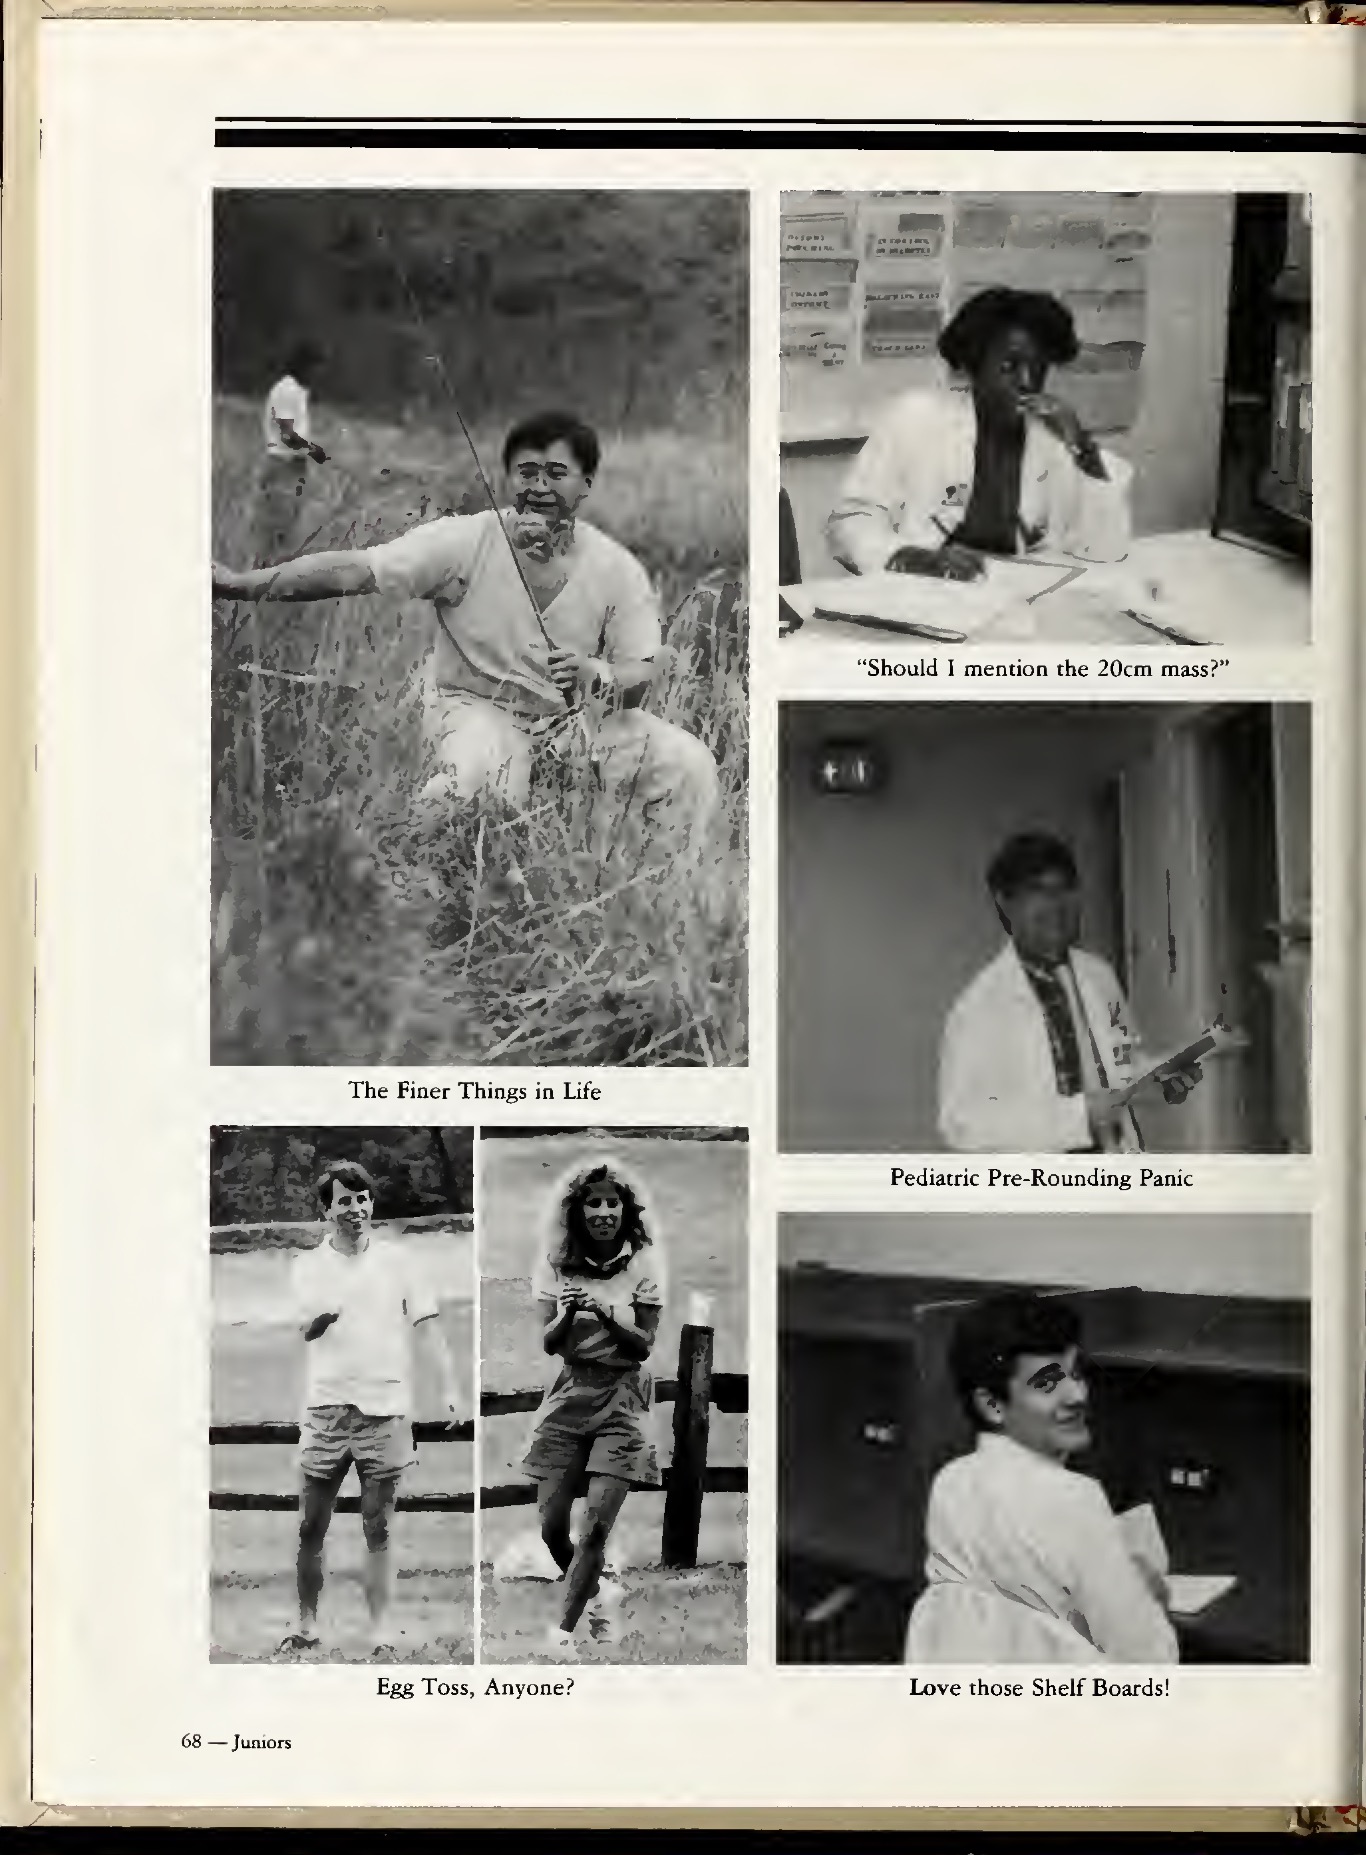 "Should I mention the 20cm mass?"
The Finer Things in Life
Pediatric Pre-Rounding Panic
Egg Toss, Anyone?
Love those Shelf Boards!
68 — Juniors